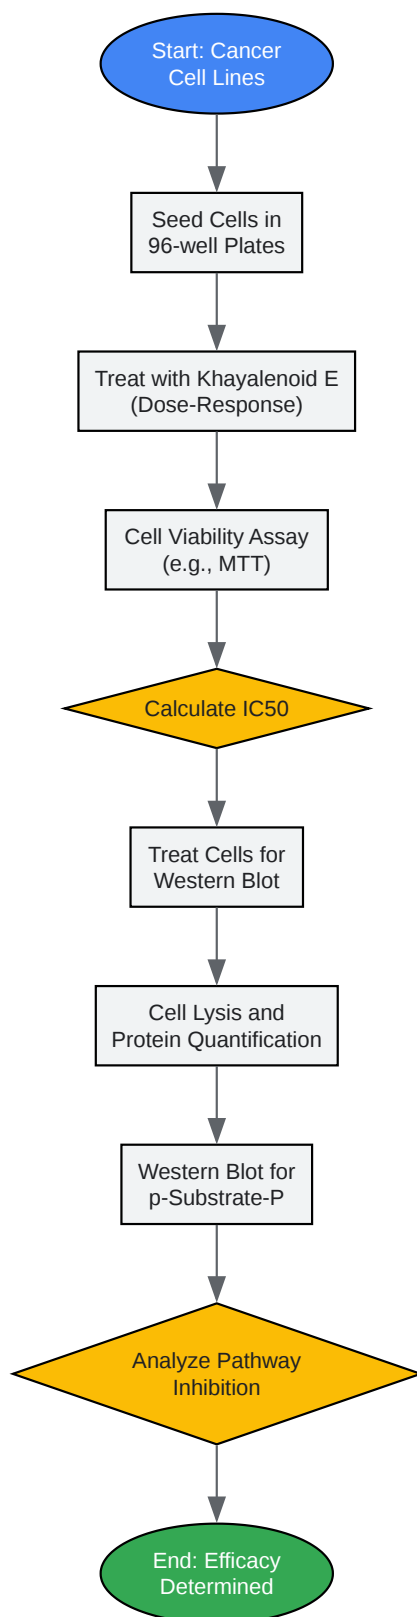 Start: Cancer
Cell Lines
Seed Cells in
96-well Plates
Treat with Khayalenoid E
(Dose-Response)
Cell Viability Assay
(e.g., MTT)
Calculate IC50
Treat Cells for
Western Blot
Cell Lysis and
Protein Quantification
Western Blot for
p-Substrate-P
Analyze Pathway
Inhibition
End: Efficacy
Determined